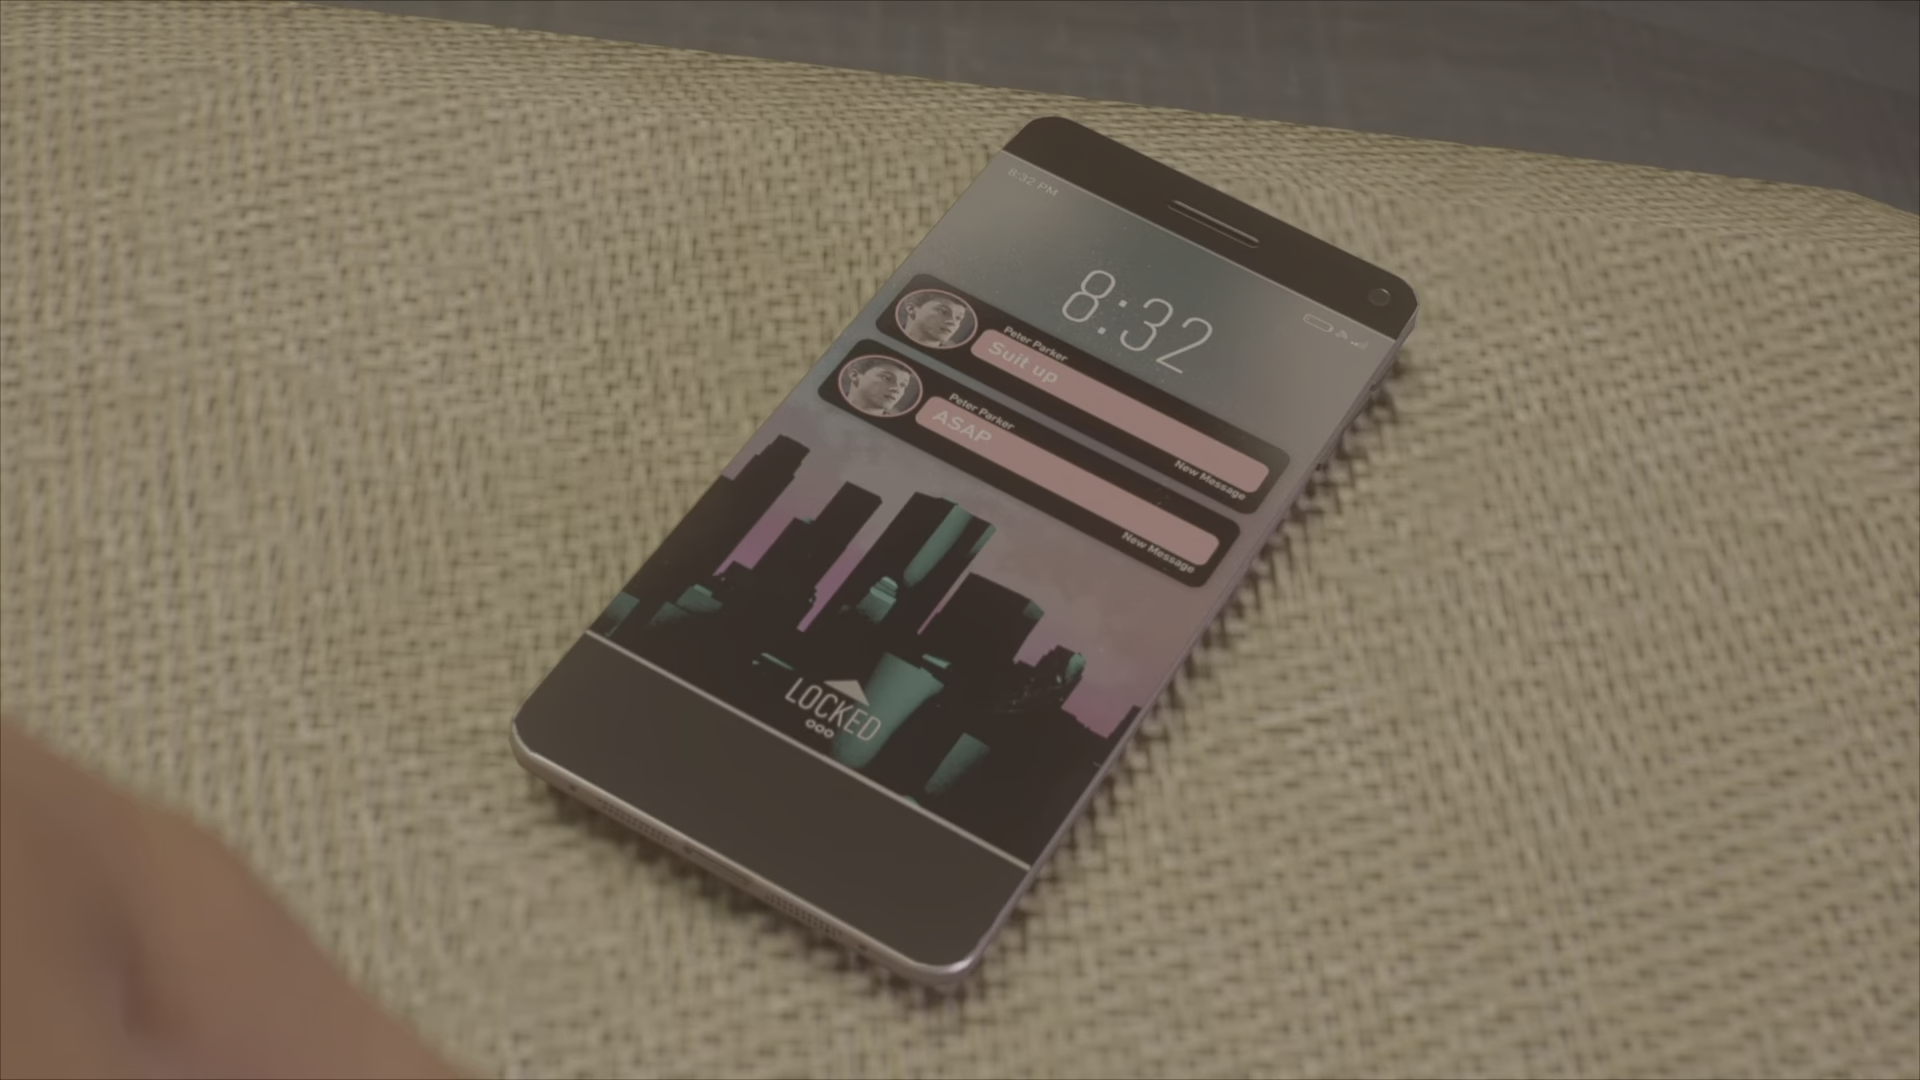 8:32 PM
8:32
Peter Parker
Suit up
New Message
Peter Parker
ASAP
New Message
LOCKED